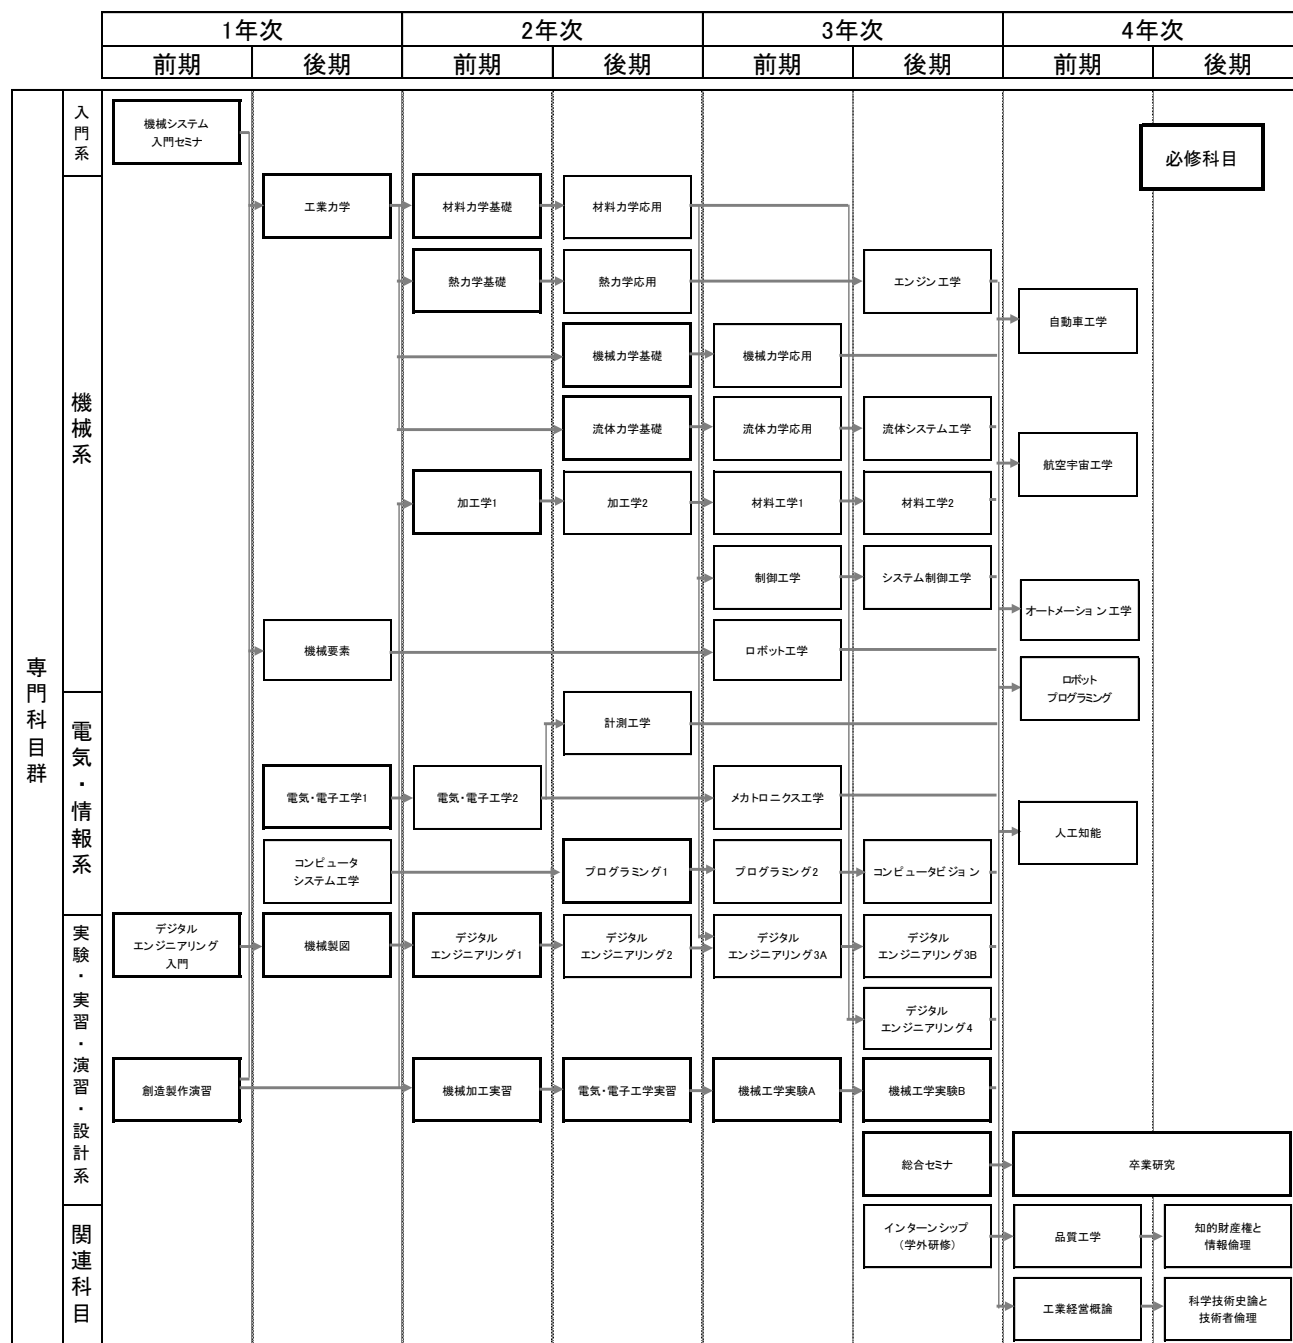 1年次
2年次
3年次
4年次
前期
後期
前期
後期
前期
後期
前期
後期
専門科目群
入門系
機械システム
入門セミナ
必修科目
機械系
工業力学
材料力学基礎
材料力学応用
熱力学基礎
熱力学応用
エンジン工学
自動車工学
機械力学基礎
機械力学応用
流体力学基礎
流体力学応用
流体システム工学
航空宇宙工学
加工学1
加工学2
材料工学1
材料工学2
制御工学
システム制御工学
オートメーション工学
機械要素
ロボット工学
ロボット
プログラミング
電気・情報系
計測工学
電気・電子工学1
電気・電子工学2
メカトロニクス工学
人工知能
コンピュータ
システム工学
プログラミング1
プログラミング2
コンピュータビジョン
実験・実習・演習・設計系
デジタル
エンジニアリング
入門
機械製図
デジタル
エンジニアリング1
デジタル
エンジニアリング2
デジタル
エンジニアリング3A
デジタル
エンジニアリング3B
デジタル
エンジニアリング4
創造製作演習
機械加工実習
電気・電子工学実習
機械工学実験A
機械工学実験B
総合セミナ
卒業研究
関連科目
インターンシップ
(学外研修)
品質工学
知的財産権と
情報倫理
工業経営概論
科学技術史論と
技術者倫理